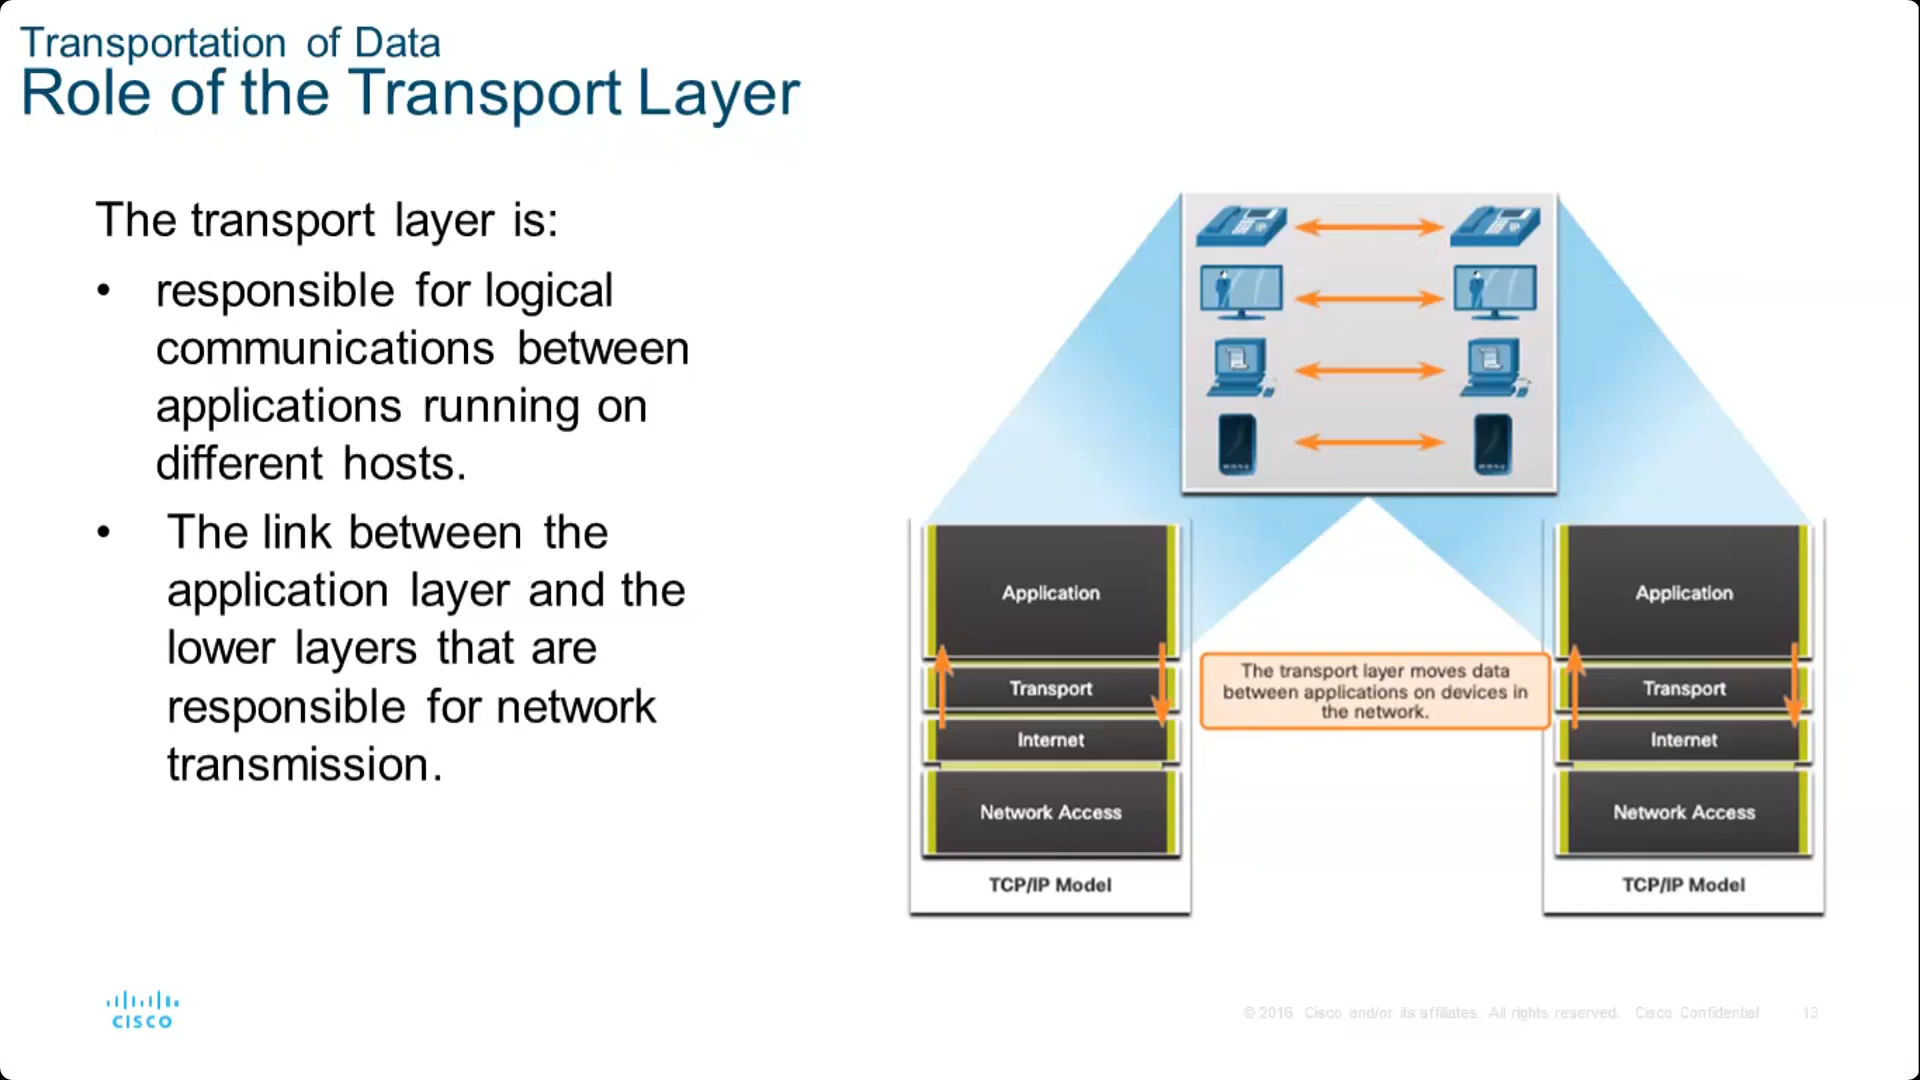 Transportation of Data
Role of the Transport Layer
The transport layer is:
• responsible for logical
communications between
applications running on
different hosts.
• The link between the
application layer and the
lower layers that are
responsible for network
transmission.
Application
Transport
Internet
Network Access
TCP/IP Model
The transport layer moves data
between applications on devices in
the network.
Application
Transport
Internet
Network Access
TCP/IP Model
CISCO
© 2016 Cisco and/or its affiliates. All rights reserved. Cisco Confidential 13